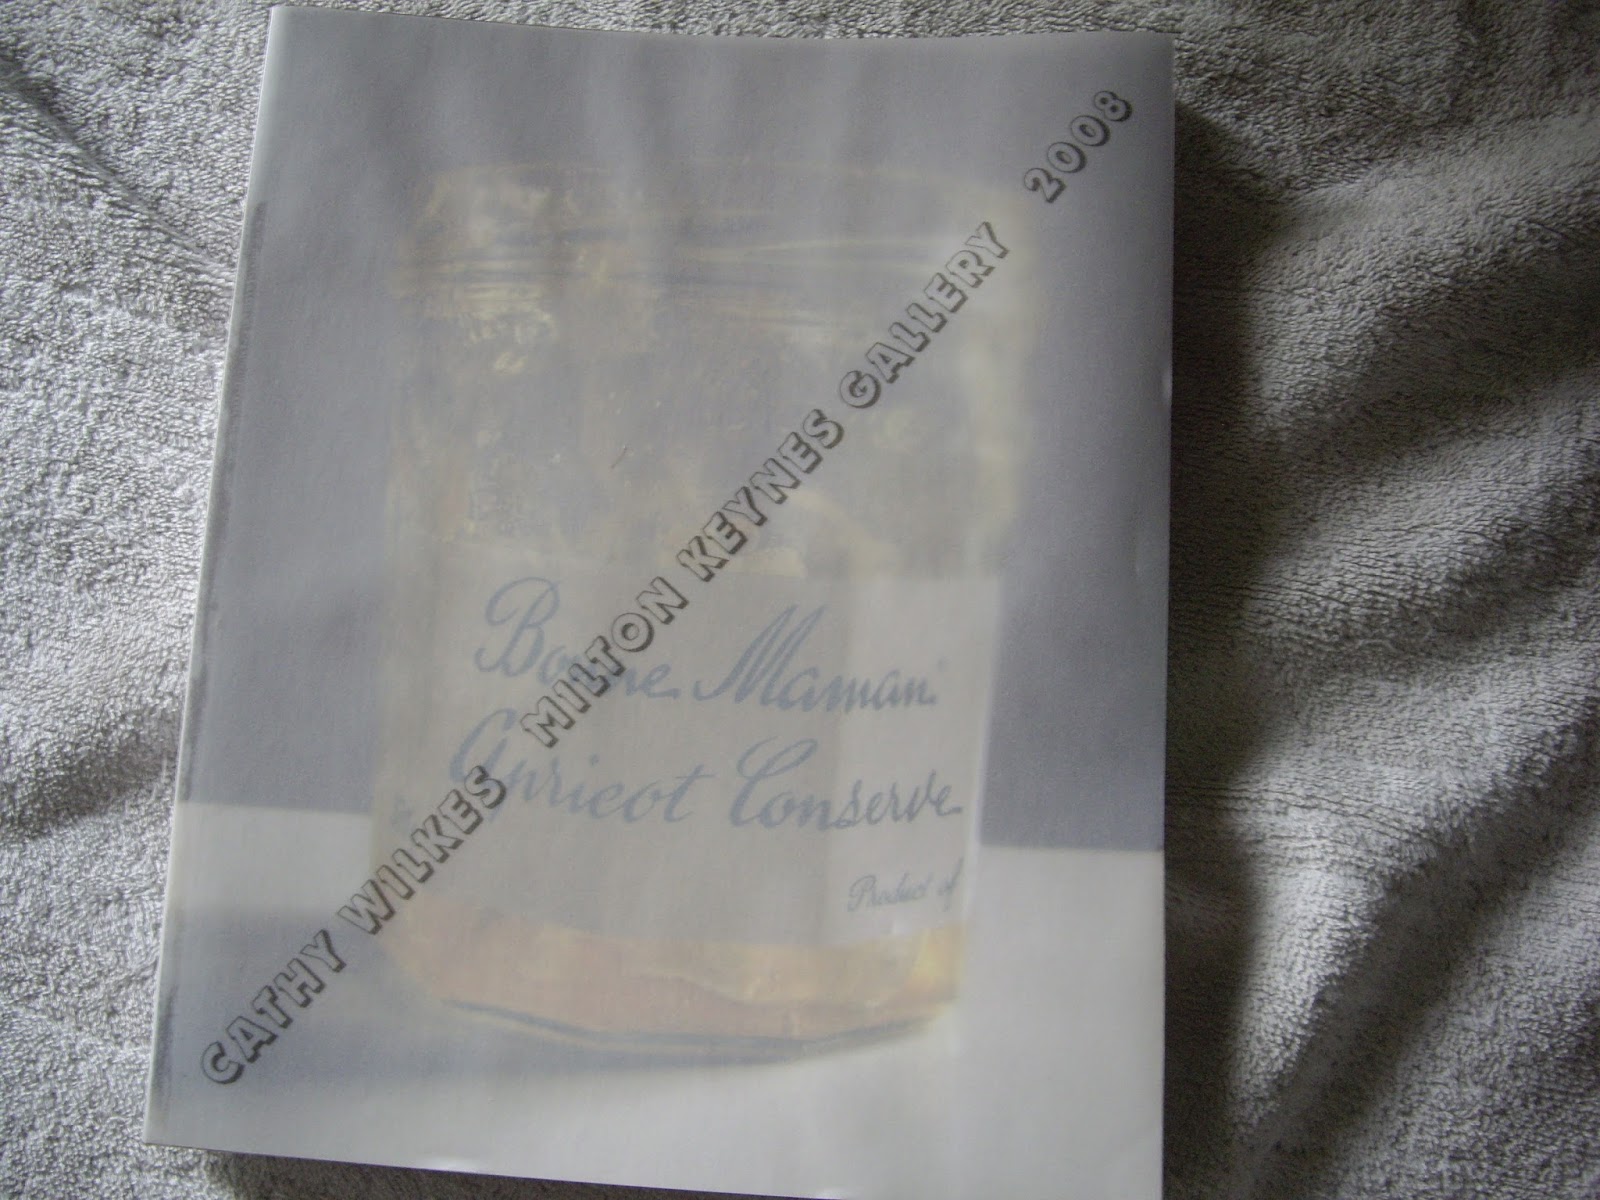 CATHY WILKES MILTON KEYNES GALLERY 2008
Bonne Maman
Apricot Conserve
Product of